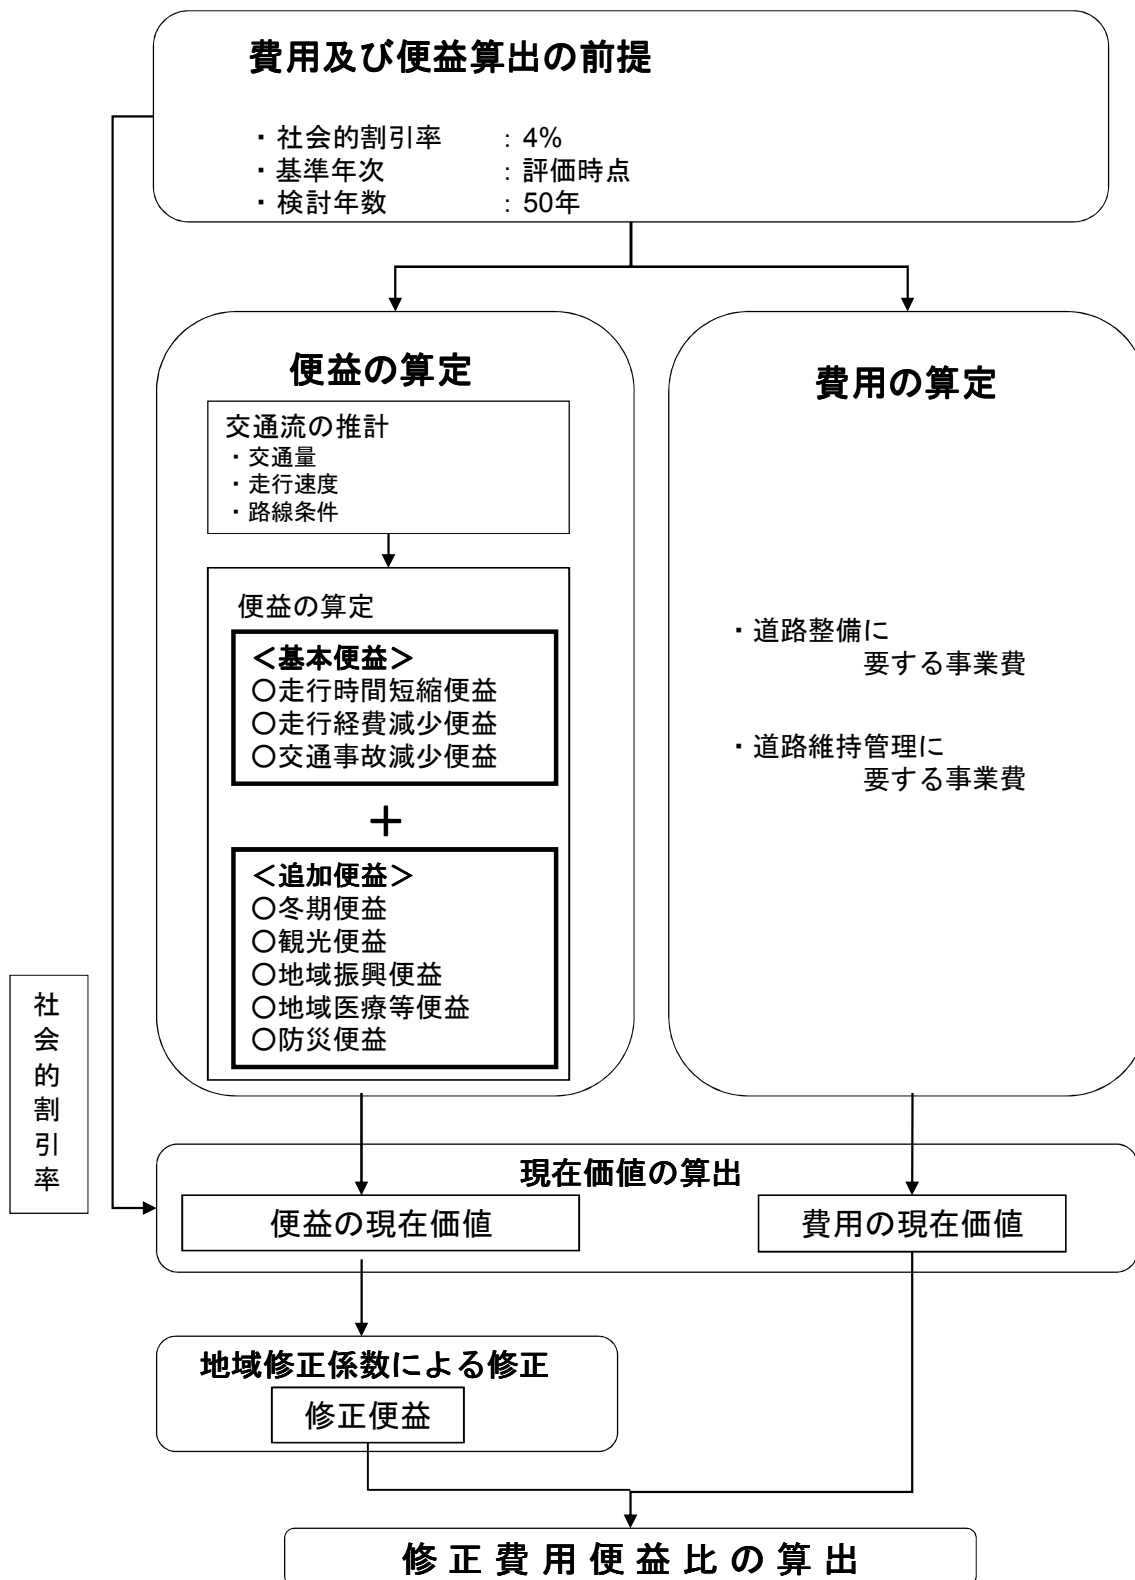 費用及び便益算出の前提
・社会的割引率 : 4%
・基準年次 : 評価時点
・検討年数 : 50年
便益の算定
交通流の推計
・交通量
・走行速度
・路線条件
便益の算定
＜基本便益＞
○走行時間短縮便益
○走行経費減少便益
○交通事故減少便益
＋
＜追加便益＞
○冬期便益
○観光便益
○地域振興便益
○地域医療等便益
○防災便益
費用の算定
・道路整備に
要する事業費
・道路維持管理に
要する事業費
社会的割引率
現在価値の算出
便益の現在価値
費用の現在価値
地域修正係数による修正
修正便益
修正費用便益比の算出